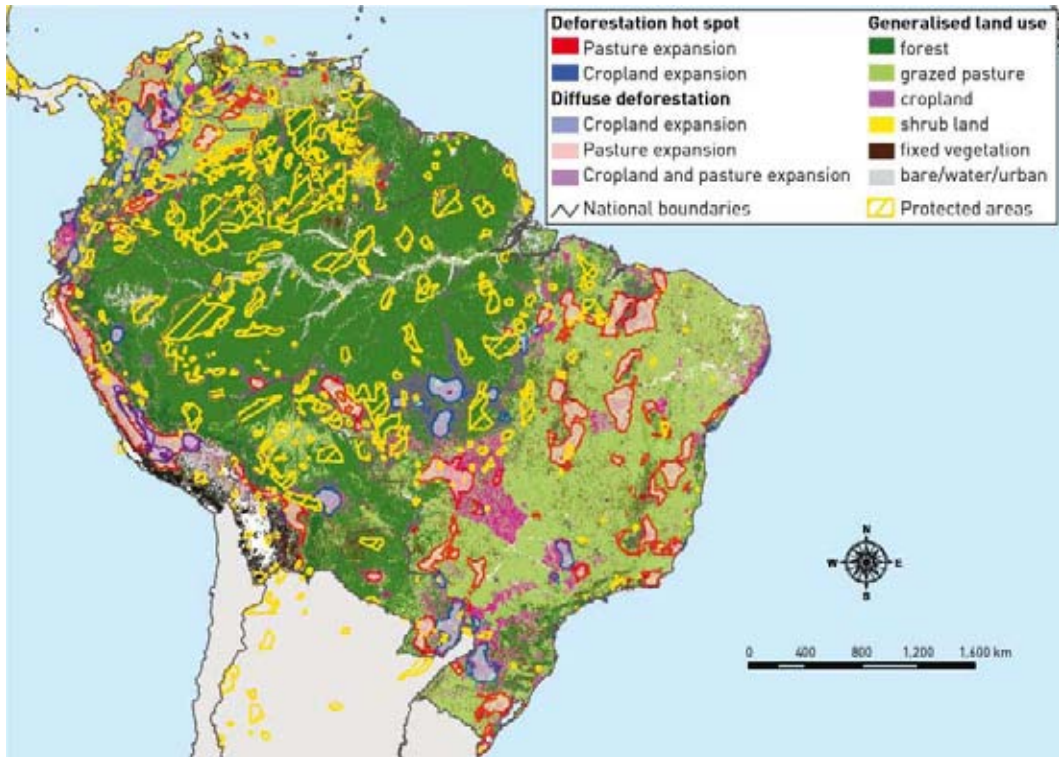 Deforestation hot spot
Pasture expansion
Cropland expansion
Diffuse deforestation
Cropland expansion
Pasture expansion
Cropland and pasture expansion
National boundaries
Generalised land use
forest
grazed pasture
cropland
shrub land
fixed vegetation
bare/water/urban
Protected areas
N
W E
S
0 400 800 1,200 1,600 km